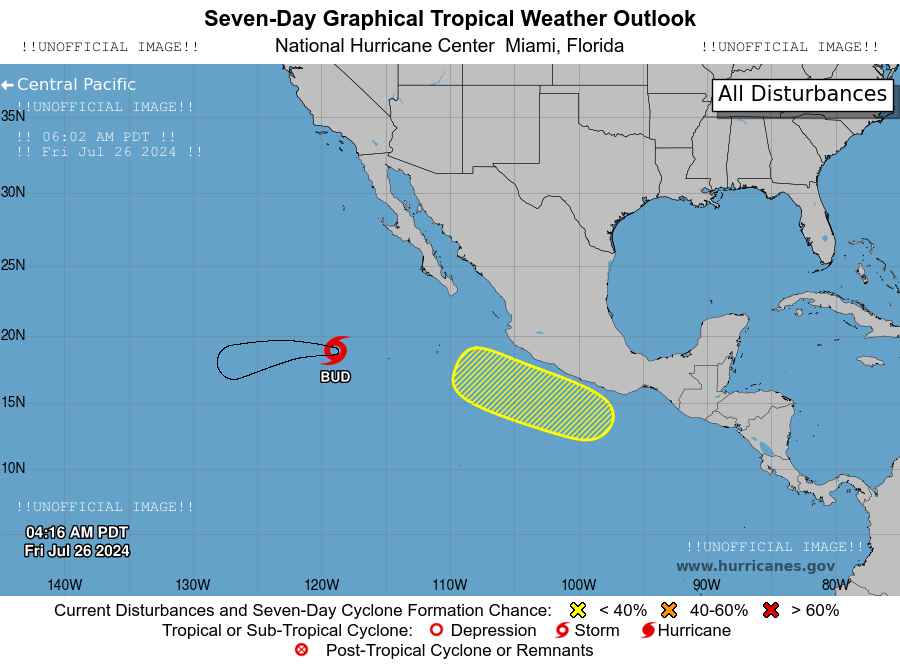 Seven-Day Graphical Tropical Weather Outlook
!!UNOFFICIAL IMAGE!! National Hurricane Center Miami, Florida !!UNOFFICIAL IMAGE!!
Central Pacific
All Disturbances
!!UNOFFICIAL IMAGE!!
35N
!! 06:02 AM PDT !!
!! Fri Jul 26 2024 !!
30N
25N
20N
BUD
15N
10N
!!UNOFFICIAL IMAGE!!
04:16 AM PDT
Fri Jul 26 2024
!!UNOFFICIAL IMAGE!!
www.hurricanes.gov
140W 130W 120W 110W 100W 90W 80W
Current Disturbances and Seven-Day Cyclone Formation Chance: < 40% 40-60% > 60%
Tropical or Sub-Tropical Cyclone: Depression Storm Hurricane
Post-Tropical Cyclone or Remnants